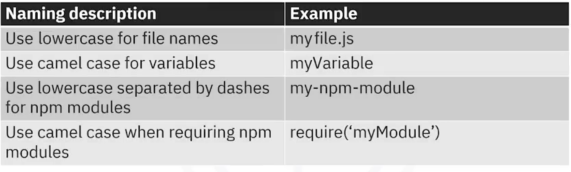 Naming description Example
Use lowercase for file names myfile.js
Use camel case for variables myVariable
Use lowercase separated by dashes my-npm-module
for npm modules
Use camel case when requiring npm require(‘myModule’)
modules